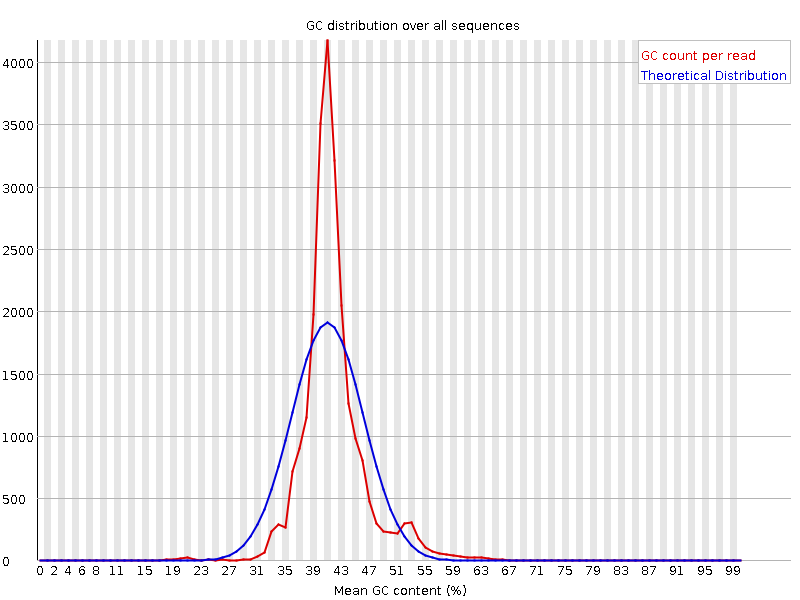 GC distribution over all sequences
GC count per read
Theoretical Distribution
4000
3500
3000
2500
2000
1500
1000
500
0
0 2 4 6 8 11 15 19 23 27 31 35 39 43 47 51 55 59 63 67 71 75 79 83 87 91 95 99
Mean GC content (%)